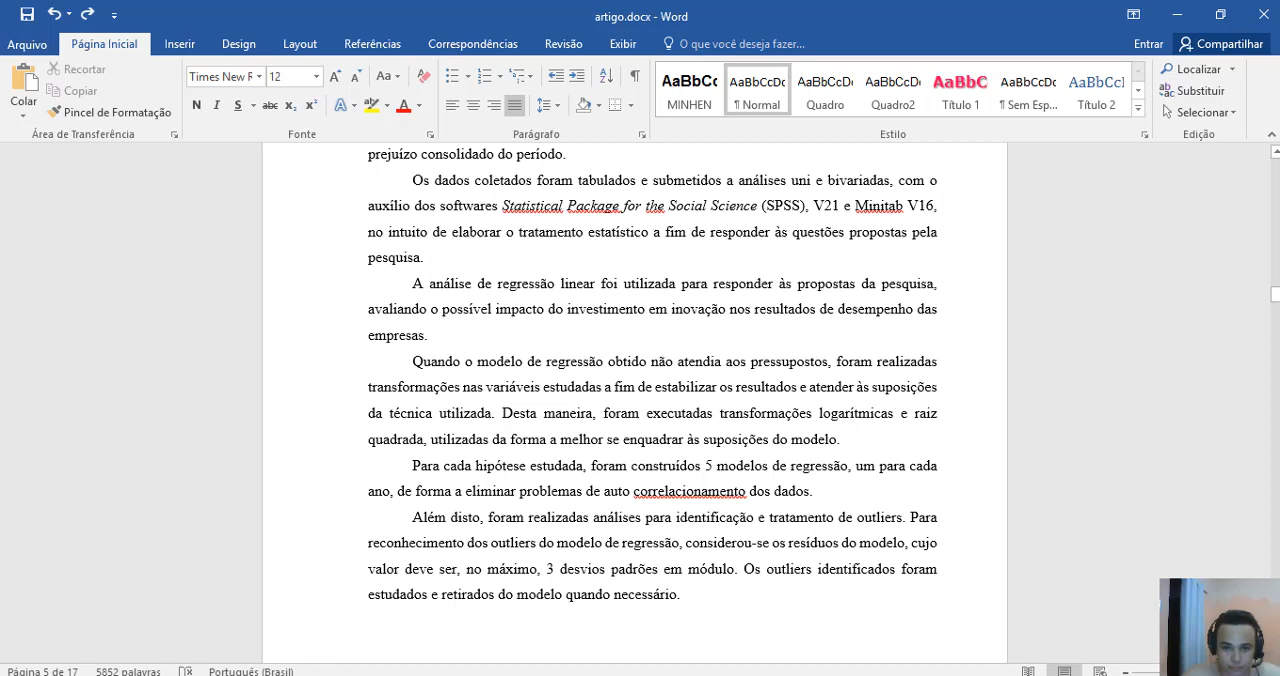 artigo.docx - Word
Arquivo Página Inicial Inserir Design Layout Referências Correspondências Revisão Exibir O que você deseja fazer... Entrar Compartilhar
Colar
Recortar
Copiar
Pincel de Formatação
Área de Transferência
Times New R 12
Aa
N I S abc x₂ x² A ab A
Fonte
Parágrafo
AaBbCc AaBbCcDc AaBbCcDc AaBbCcDc AaBbC AaBbCcDc AaBbCcI
MINHEN ¶ Normal Quadro Quadro2 Título 1 ¶ Sem Esp... Título 2
Estilo
Localizar
Substituir
Selecionar
Edição
prejuízo consolidado do período.
Os dados coletados foram tabulados e submetidos a análises uni e bivariadas, com o
auxílio dos softwares Statistical Package for the Social Science (SPSS), V21 e Minitab V16,
no intuito de elaborar o tratamento estatístico a fim de responder às questões propostas pela
pesquisa.
A análise de regressão linear foi utilizada para responder às propostas da pesquisa,
avaliando o possível impacto do investimento em inovação nos resultados de desempenho das
empresas.
Quando o modelo de regressão obtido não atendia aos pressupostos, foram realizadas
transformações nas variáveis estudadas a fim de estabilizar os resultados e atender às suposições
da técnica utilizada. Desta maneira, foram executadas transformações logarítmicas e raiz
quadrada, utilizadas da forma a melhor se enquadrar às suposições do modelo.
Para cada hipótese estudada, foram construídos 5 modelos de regressão, um para cada
ano, de forma a eliminar problemas de auto correlacionamento dos dados.
Além disto, foram realizadas análises para identificação e tratamento de outliers. Para
reconhecimento dos outliers do modelo de regressão, considerou-se os resíduos do modelo, cujo
valor deve ser, no máximo, 3 desvios padrões em módulo. Os outliers identificados foram
estudados e retirados do modelo quando necessário.
Página 5 de 17 5852 palavras Português (Brasil)